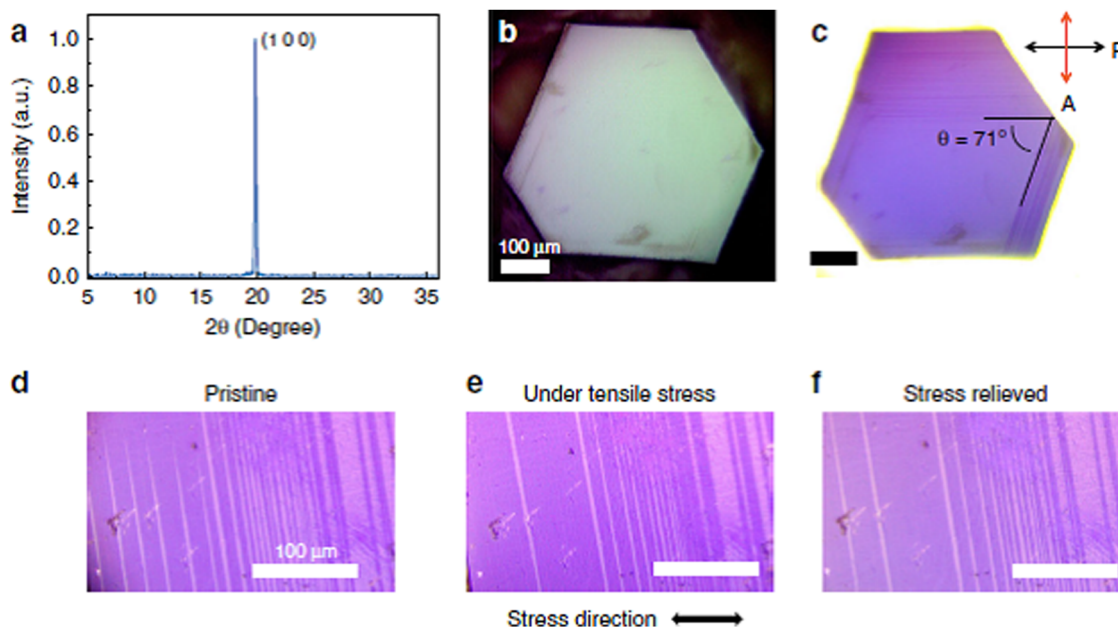 a
1.0
0.8
0.6
0.4
0.2
0.0
Intensity (a.u.)
(1 0 0)
5 10 15 20 25 30 35
2θ (Degree)
b
100 μm
c
P
A
θ = 71°
d
Pristine
100 μm
e
Under tensile stress
f
Stress relieved
Stress direction